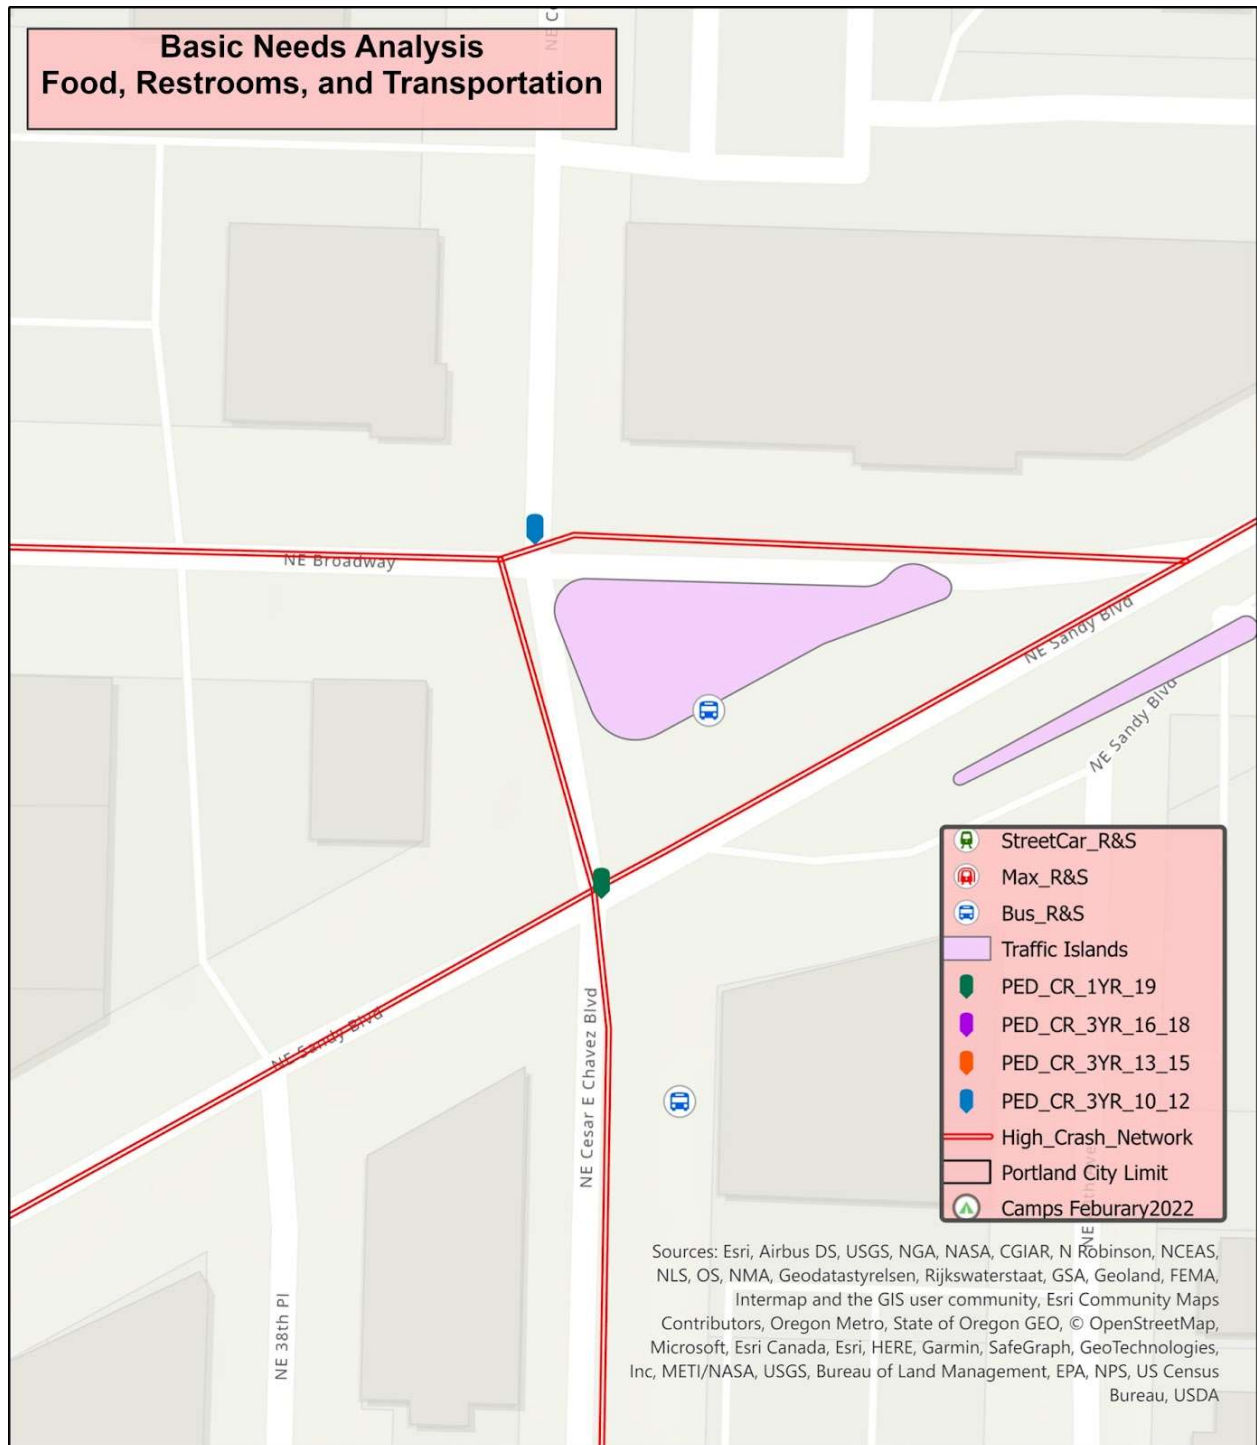 Basic Needs Analysis
Food, Restrooms, and Transportation
NE C
NE Broadway
NE Sandy Blvd
NE Sandy Blvd
NE Sandy Blvd
NE Cesar E Chavez Blvd
NE 38th Pl
NE
StreetCar_R&S
Max_R&S
Bus_R&S
Traffic Islands
PED_CR_1YR_19
PED_CR_3YR_16_18
PED_CR_3YR_13_15
PED_CR_3YR_10_12
High_Crash_Network
Portland City Limit
Camps Feburary2022
Sources: Esri, Airbus DS, USGS, NGA, NASA, CGIAR, N Robinson, NCEAS,
NLS, OS, NMA, Geodatastyrelsen, Rijkswaterstaat, GSA, Geoland, FEMA,
Intermap and the GIS user community, Esri Community Maps
Contributors, Oregon Metro, State of Oregon GEO, © OpenStreetMap,
Microsoft, Esri Canada, Esri, HERE, Garmin, SafeGraph, GeoTechnologies,
Inc, METI/NASA, USGS, Bureau of Land Management, EPA, NPS, US Census
Bureau, USDA